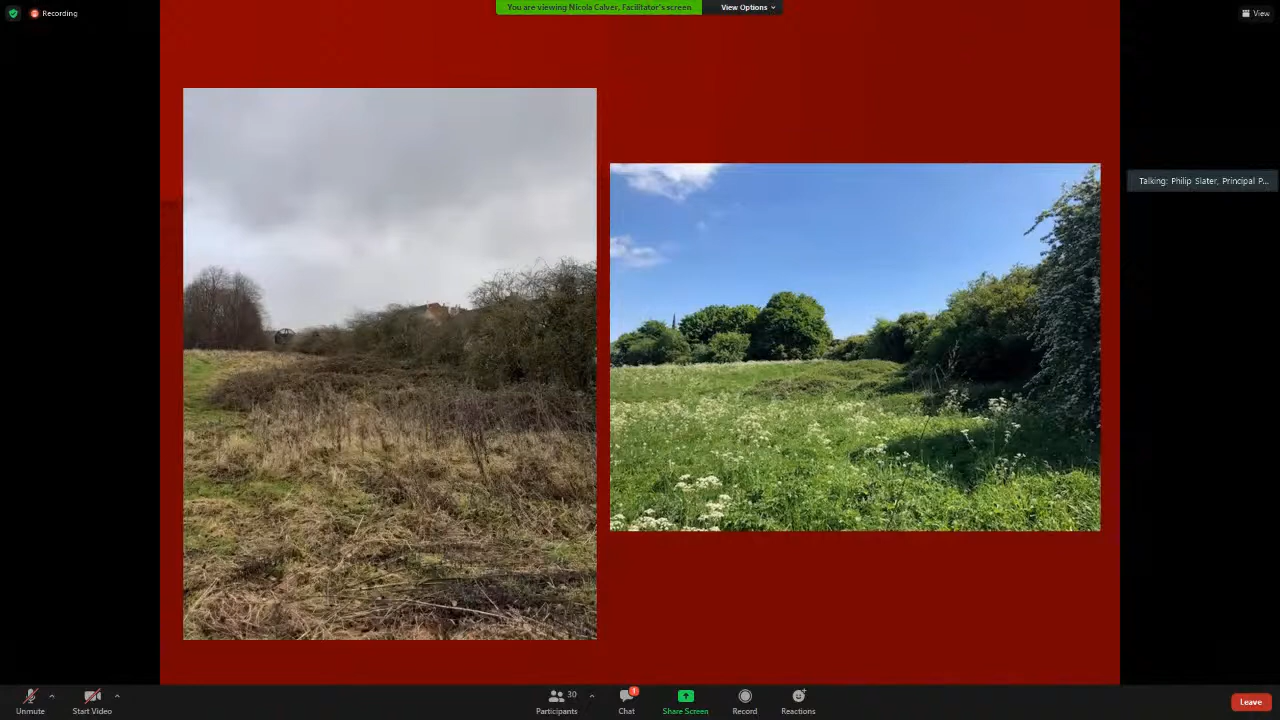 Recording
You are viewing Nicola Calver, Facilitator's screen
View Options
View
Talking: Philip Slater, Principal P...
Unmute
Start Video
30
Participants
1
Chat
Share Screen
Record
Reactions
Leave